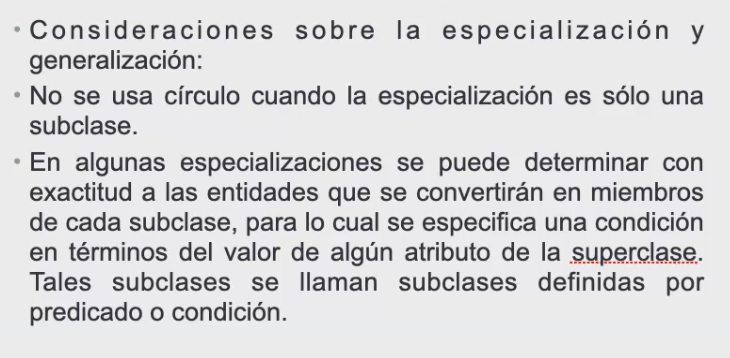 • Consideraciones sobre la especialización y
generalización:
• No se usa círculo cuando la especialización es sólo una
subclase.
• En algunas especializaciones se puede determinar con
exactitud a las entidades que se convertirán en miembros
de cada subclase, para lo cual se especifica una condición
en términos del valor de algún atributo de la superclase.
Tales subclases se llaman subclases definidas por
predicado o condición.